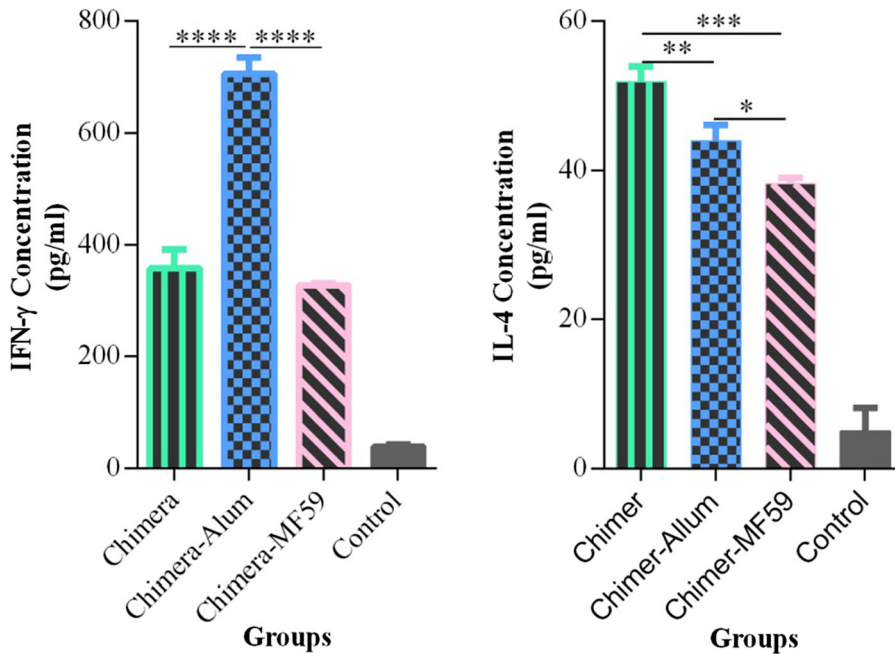 800
600
400
200
0
IFN-γ Concentration
(pg/ml)
**** ****
Chimera
Chimera-Alum
Chimera-MF59
Control
Groups
60
40
20
0
IL-4 Concentration
(pg/ml)
***
**
*
Chimer
Chimer-Allum
Chimer-MF59
Control
Groups